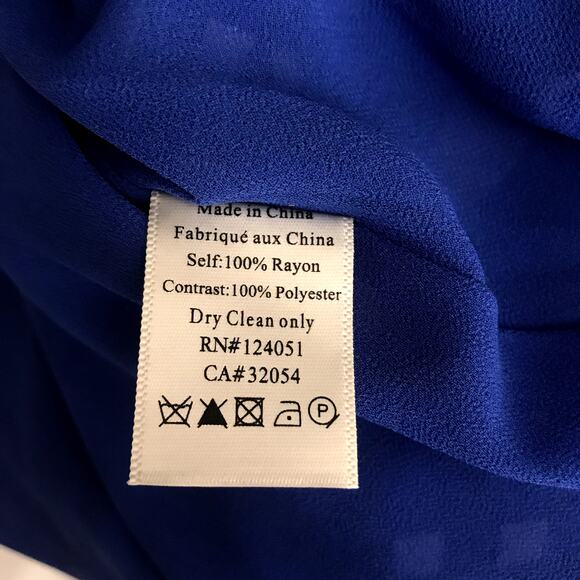 Made in China
Fabriqué aux China
Self:100% Rayon
Contrast:100% Polyester
Dry Clean only
RN#124051
CA#32054
P